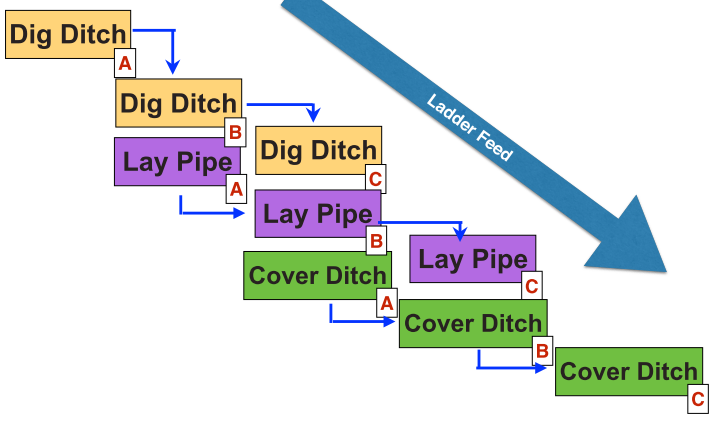 Dig Ditch
A
Ladder Feed
Dig Ditch
B
Dig Ditch
C
Lay Pipe
A
Lay Pipe
B
Lay Pipe
C
Cover Ditch
A
Cover Ditch
B
Cover Ditch
C